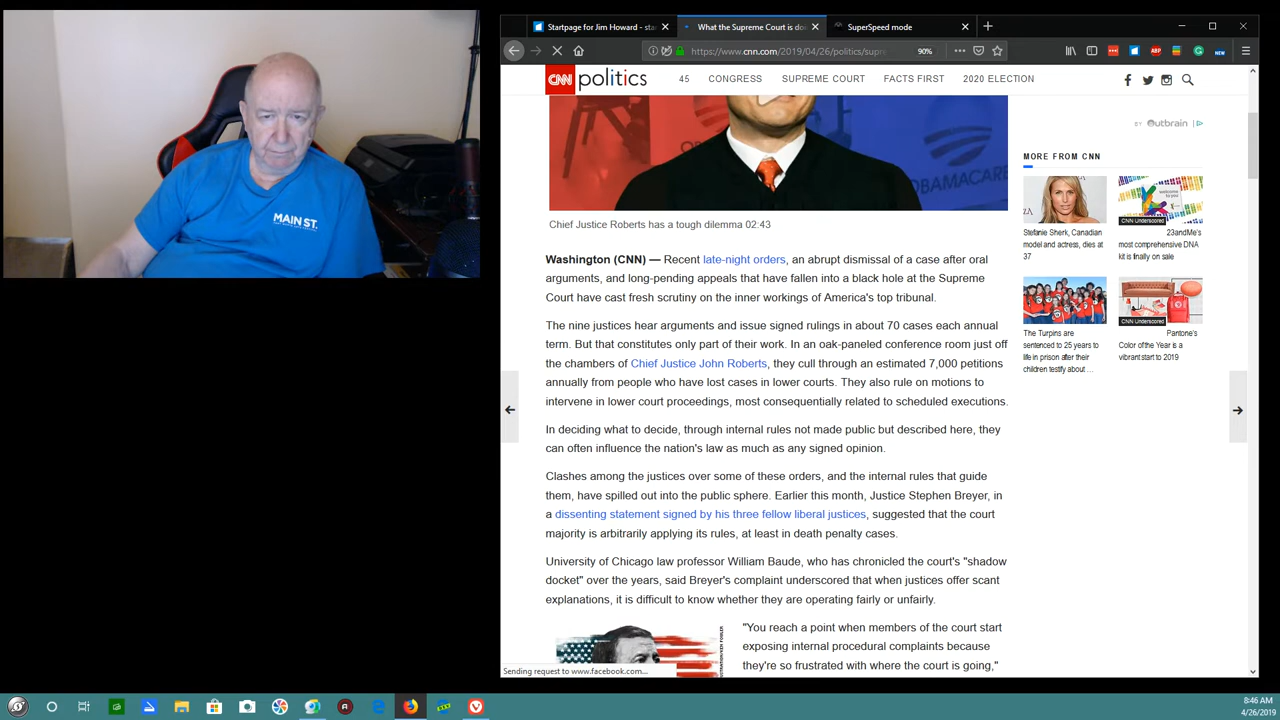 Startpage for Jim Howard - sta
What the Supreme Court is doi
SuperSpeed mode
https://www.cnn.com/2019/04/26/politics/supre
90%
ABP
NEW
CNN politics
45
CONGRESS
SUPREME COURT
FACTS FIRST
2020 ELECTION
OBAMACARE
Chief Justice Roberts has a tough dilemma 02:43
Washington (CNN) — Recent late-night orders, an abrupt dismissal of a case after oral
arguments, and long-pending appeals that have fallen into a black hole at the Supreme
Court have cast fresh scrutiny on the inner workings of America's top tribunal.
The nine justices hear arguments and issue signed rulings in about 70 cases each annual
term. But that constitutes only part of their work. In an oak-paneled conference room just off
the chambers of Chief Justice John Roberts, they cull through an estimated 7,000 petitions
annually from people who have lost cases in lower courts. They also rule on motions to
intervene in lower court proceedings, most consequentially related to scheduled executions.
In deciding what to decide, through internal rules not made public but described here, they
can often influence the nation's law as much as any signed opinion.
Clashes among the justices over some of these orders, and the internal rules that guide
them, have spilled out into the public sphere. Earlier this month, Justice Stephen Breyer, in
a dissenting statement signed by his three fellow liberal justices, suggested that the court
majority is arbitrarily applying its rules, at least in death penalty cases.
University of Chicago law professor William Baude, who has chronicled the court's "shadow
docket" over the years, said Breyer's complaint underscored that when justices offer scant
explanations, it is difficult to know whether they are operating fairly or unfairly.
"You reach a point when members of the court start
exposing internal procedural complaints because
they're so frustrated with where the court is going,"
BY Outbrain
MORE FROM CNN
Stefanie Sherk, Canadian
model and actress, dies at
37
welcome
to you
CNN Underscored
23andMe's
most comprehensive DNA
kit is finally on sale
The Turpins are
sentenced to 25 years to
life in prison after their
children testify about ...
CNN Underscored
Pantone's
Color of the Year is a
vibrant start to 2019
Sending request to www.facebook.com...
MAIN ST.
8:46 AM
4/26/2019